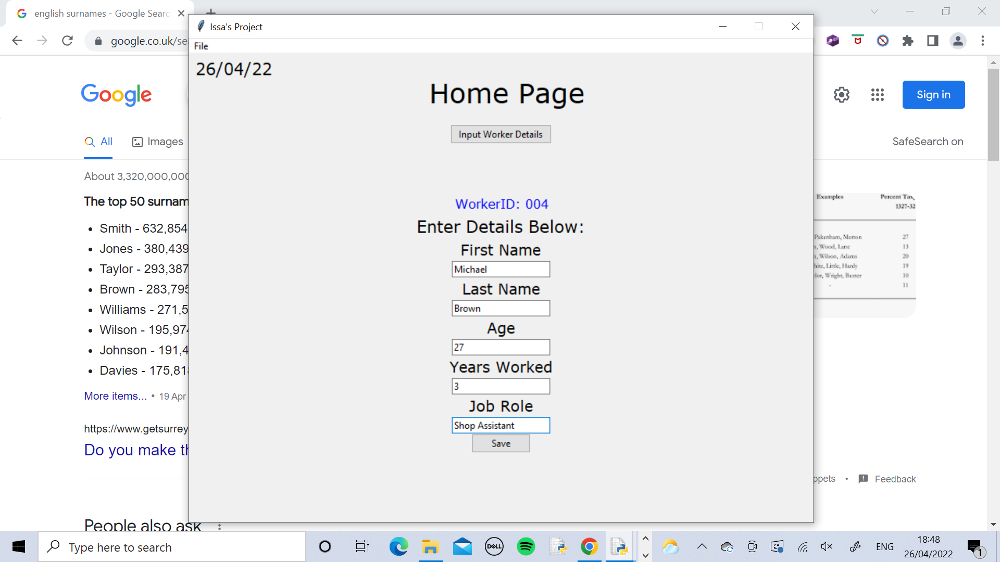 english surnames - Google Searc
Issa's Project
google.co.uk/se
File
26/04/22
Home Page
Input Worker Details
WorkerID: 004
Enter Details Below:
First Name
Michael
Last Name
Brown
Age
27
Years Worked
3
Job Role
Shop Assistant
Save
Google
Sign in
All
Images
SafeSearch on
About 3,320,000,000
The top 50 surnam
Smith - 632,854
Jones - 380,439
Taylor - 293,387
Brown - 283,795
Williams - 271,5
Wilson - 195,974
Johnson - 191,4
Davies - 175,818
More items... • 19 Apr
https://www.getsurrey
Do you make th
People also ask
Examples Percent Tax
1327-32
Pakenham, Merton 27
, Wood, Lane 13
, Wilson, Adams 20
hite, Little, Hardy 19
lor, Wright, Baxter 10
- 11
ppets • Feedback
Type here to search
DELL
ENG
18:48
26/04/2022
1